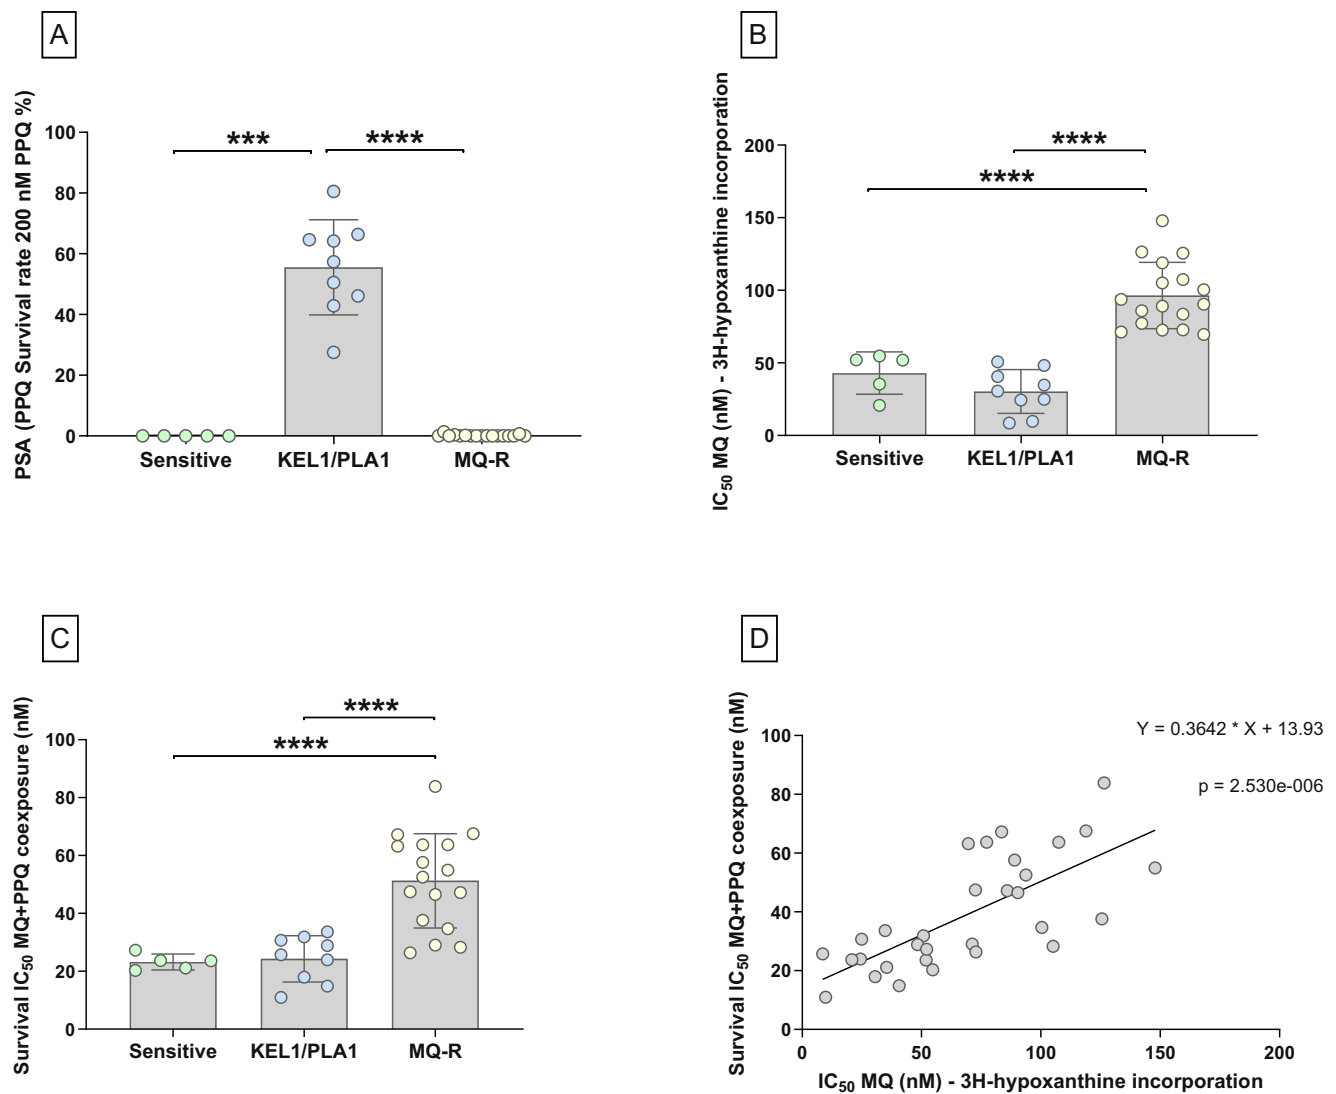 A
PSA (PPQ Survival rate 200 nM PPQ %)
100
80
60
40
20
0
***
****
Sensitive
KEL1/PLA1
MQ-R
B
IC50 MQ (nM) - 3H-hypoxanthine incorporation
200
150
100
50
0
****
****
Sensitive
KEL1/PLA1
MQ-R
C
Survival IC50 MQ+PPQ coexposure (nM)
100
80
60
40
20
0
****
****
Sensitive
KEL1/PLA1
MQ-R
D
Survival IC50 MQ+PPQ coexposure (nM)
100
80
60
40
20
0
Y = 0.3642 * X + 13.93
p = 2.530e-006
0
50
100
150
200
IC50 MQ (nM) - 3H-hypoxanthine incorporation